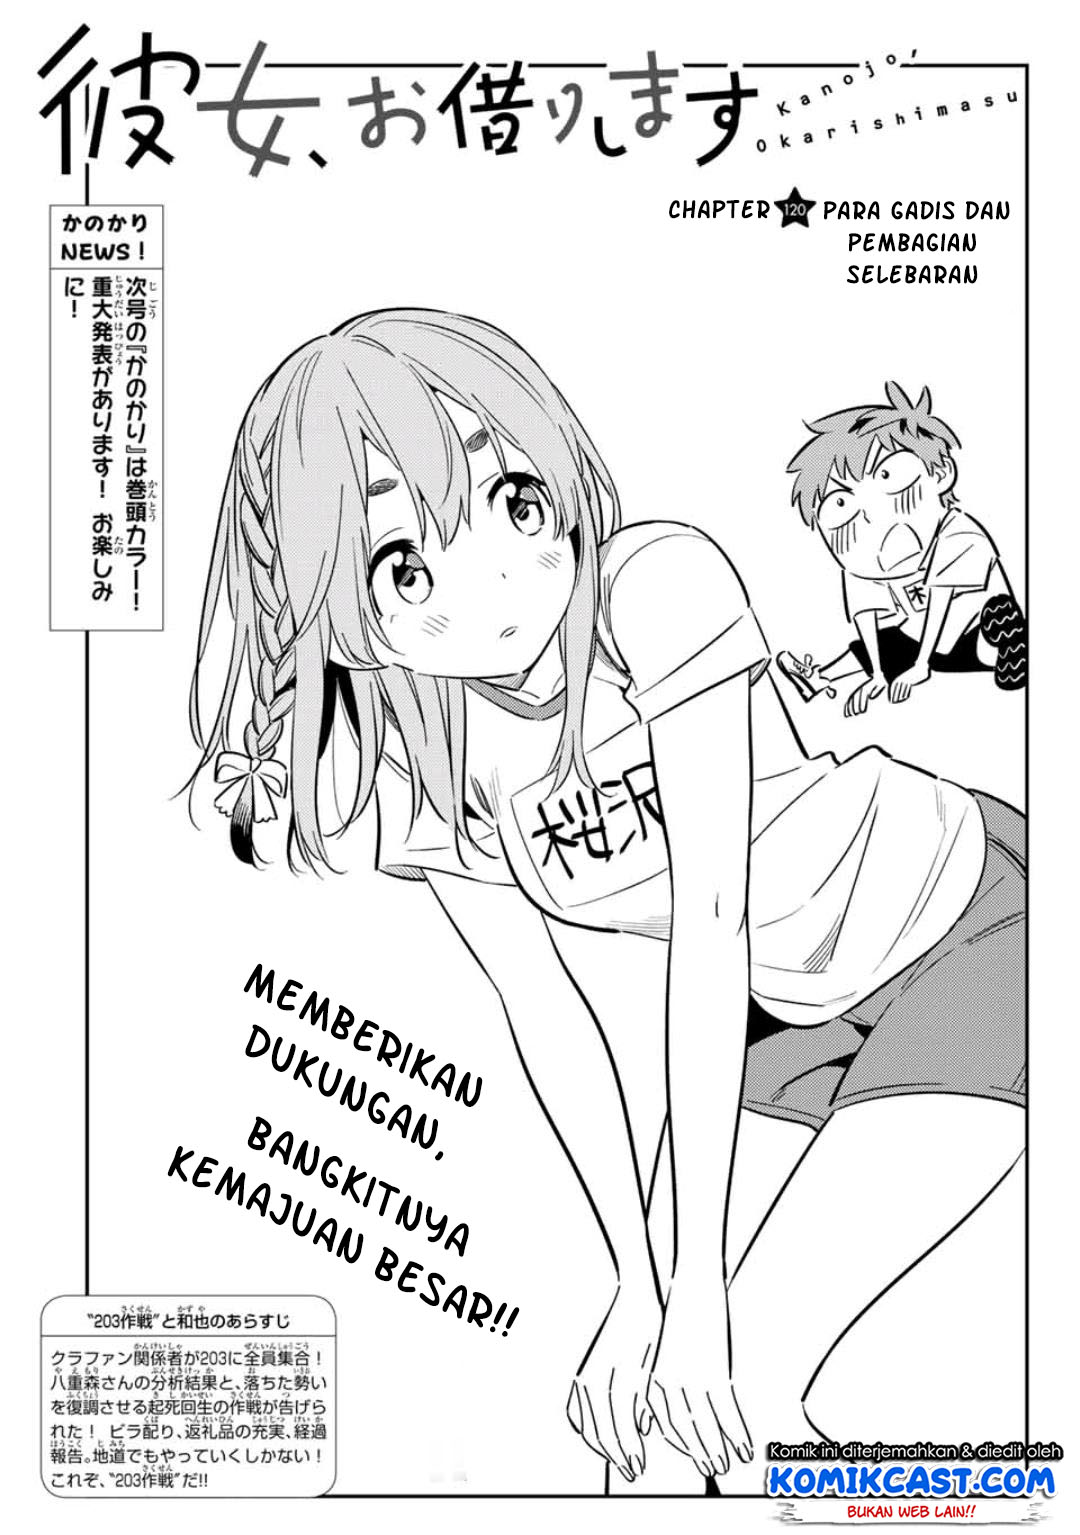 彼女、お借りします
Kanojo,
Okarishimasu
CHAPTER 120 PARA GADIS DAN
PEMBAGIAN
SELEBARAN
かのかり
NEWS！
次号の『かのかり』は巻頭カラー！
重大発表があります！ お楽しみ
に！
桜沢
MEMBERIKAN
DUKUNGAN,
BANGKITNYA
KEMAJUAN BESAR!!
“203作戦”と和也のあらすじ
クラファン関係者が203に全員集合！
八重森さんの分析結果と、落ちた勢い
を復調させる起死回生の作戦が告げら
れた！ ビラ配り、返礼品の充実、経過
報告。地道でもやっていくしかない！
これぞ、“203作戦”だ!!
Komik ini diterjemahkan & diedit oleh
KOMIKCAST.COM
BUKAN WEB LAIN!!